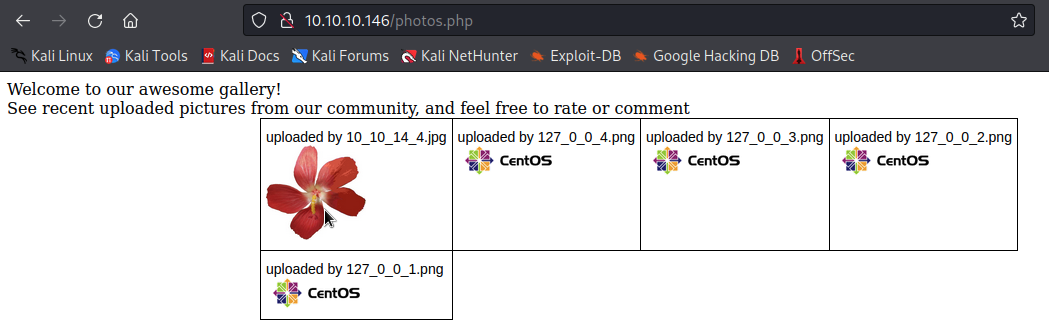 10.10.10.146/photos.php
Kali Linux Kali Tools Kali Docs Kali Forums Kali NetHunter Exploit-DB Google Hacking DB OffSec
Welcome to our awesome gallery!
See recent uploaded pictures from our community, and feel free to rate or comment
uploaded by 10_10_14_4.jpg uploaded by 127_0_0_4.png uploaded by 127_0_0_3.png uploaded by 127_0_0_2.png
CentOS CentOS CentOS
uploaded by 127_0_0_1.png
CentOS